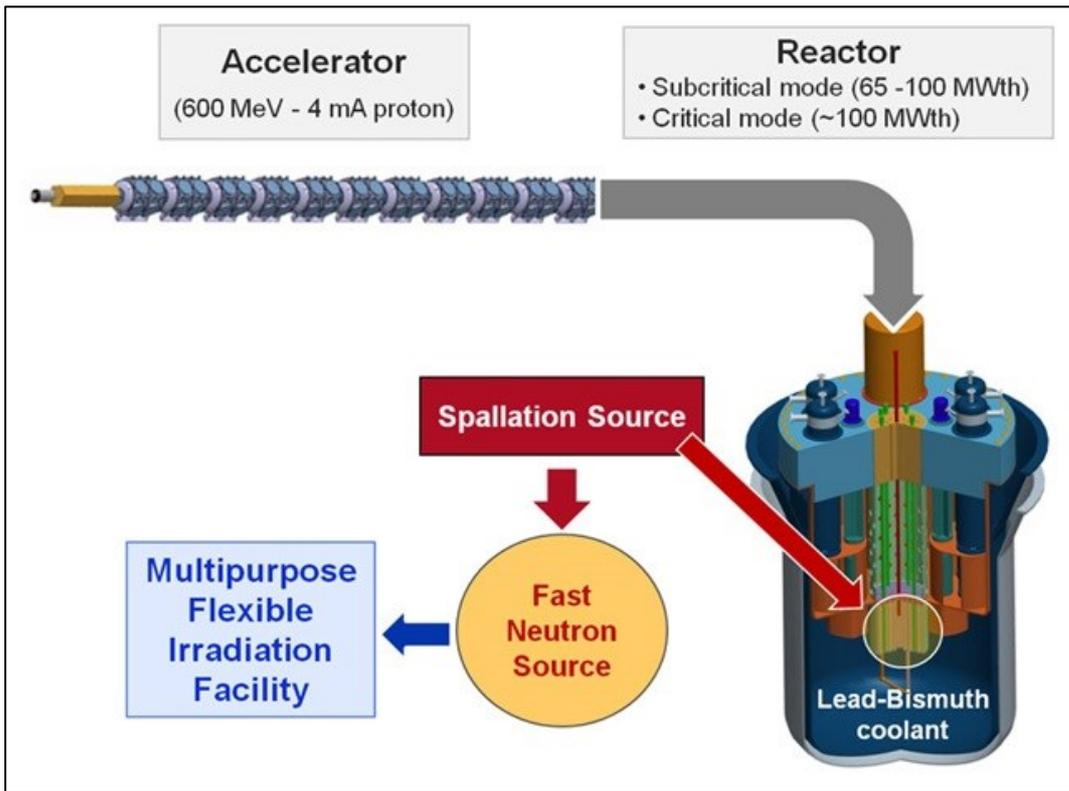 Accelerator
(600 MeV - 4 mA proton)
Reactor
• Subcritical mode (65 -100 MWth)
• Critical mode (~100 MWth)
Spallation Source
Multipurpose
Flexible
Irradiation
Facility
Fast
Neutron
Source
Lead-Bismuth
coolant